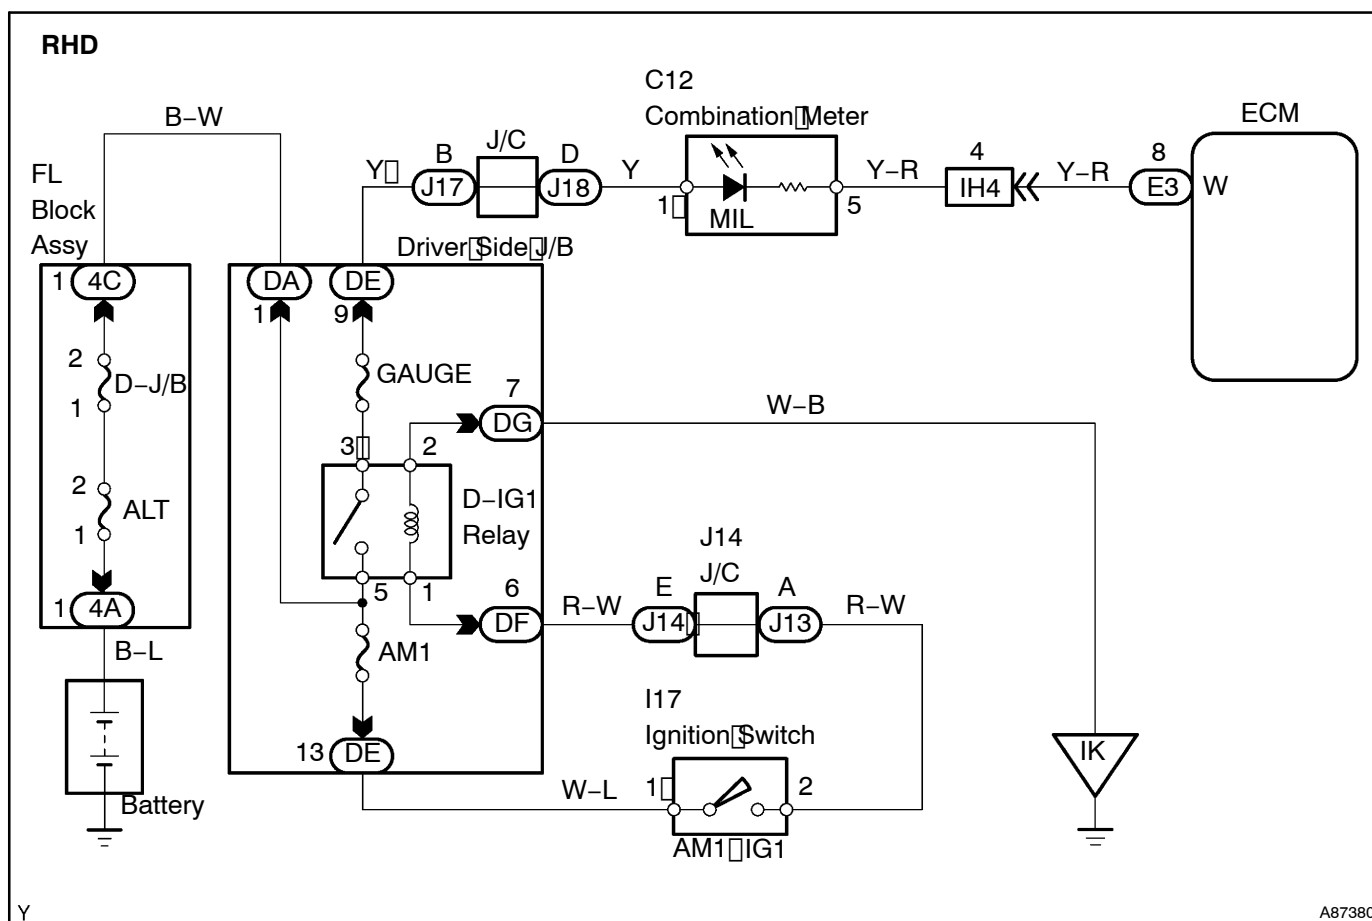 RHD
C12
Combination Meter
ECM
B−W
J/C
B
D
4
8
Y
J17
J18
Y
Y−R
IH4
Y−R
E3
W
FL
Block
Assy
1
MIL
5
Driver Side J/B
1
4C
DA
DE
1
9
2
D−J/B
1
GAUGE
7
DG
W−B
3
2
2
ALT
1
D−IG1
Relay
J14
J/C
5
1
6
E
A
1
4A
DF
R−W
J14
J13
R−W
B−L
AM1
I17
Ignition Switch
13
DE
IK
1
2
W−L
Battery
AM1 IG1
Y
A87380